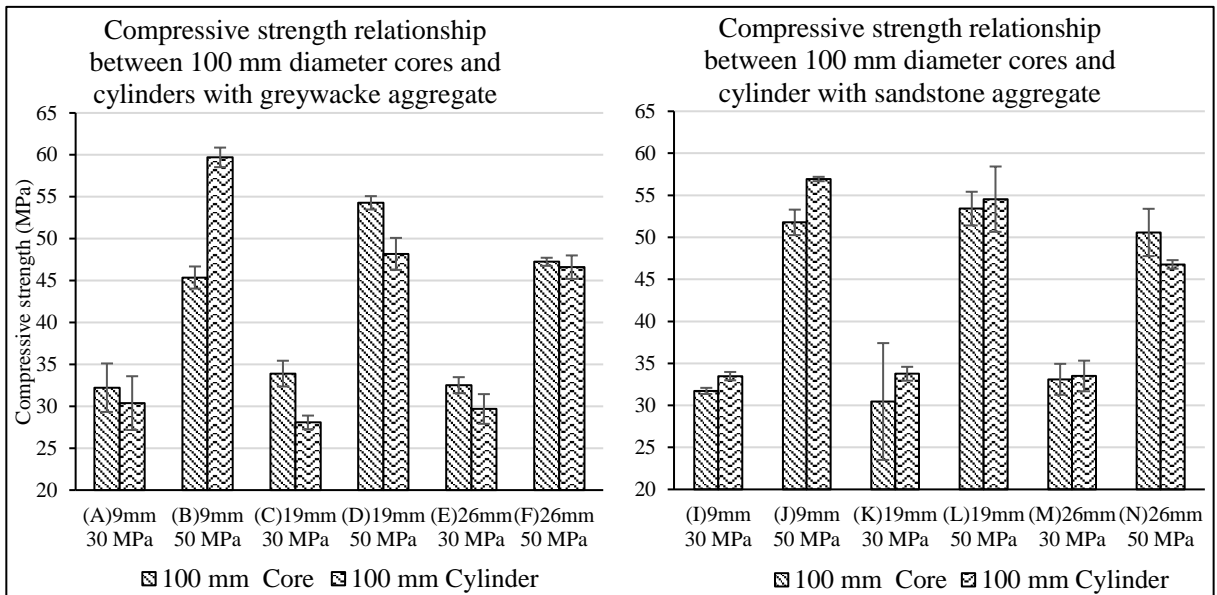 Compressive strength relationship
between 100 mm diameter cores and
cylinders with greywacke aggregate
65
60
55
50
45
40
35
30
25
20
Compressive strength (MPa)
(A)9mm (B)9mm (C)19mm (D)19mm (E)26mm (F)26mm
30 MPa 50 MPa 30 MPa 50 MPa 30 MPa 50 MPa
100 mm Core 100 mm Cylinder
Compressive strength relationship
between 100 mm diameter cores and
cylinder with sandstone aggregate
65
60
55
50
45
40
35
30
25
20
(I)9mm (J)9mm (K)19mm (L)19mm (M)26mm (N)26mm
30 MPa 50 MPa 30 MPa 50 MPa 30 MPa 50 MPa
100 mm Core 100 mm Cylinder